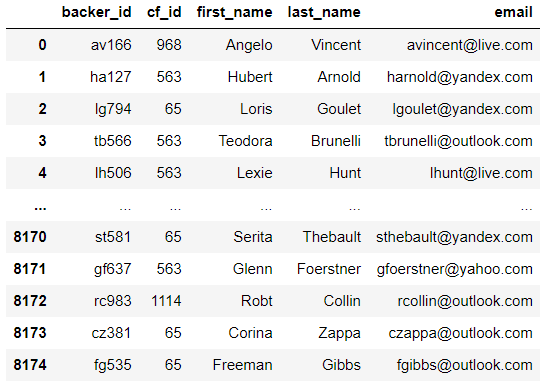 backer_id cf_id first_name last_name email
0 av166 968 Angelo Vincent avincent@live.com
1 ha127 563 Hubert Arnold harnold@yandex.com
2 lg794 65 Loris Goulet lgoulet@yandex.com
3 tb566 563 Teodora Brunelli tbrunelli@outlook.com
4 lh506 563 Lexie Hunt lhunt@live.com
... ... ... ... ... ...
8170 st581 65 Serita Thebault sthebault@yandex.com
8171 gf637 563 Glenn Foerstner gfoerstner@yahoo.com
8172 rc983 1114 Robt Collin rcollin@outlook.com
8173 cz381 65 Corina Zappa czappa@outlook.com
8174 fg535 65 Freeman Gibbs fgibbs@outlook.com